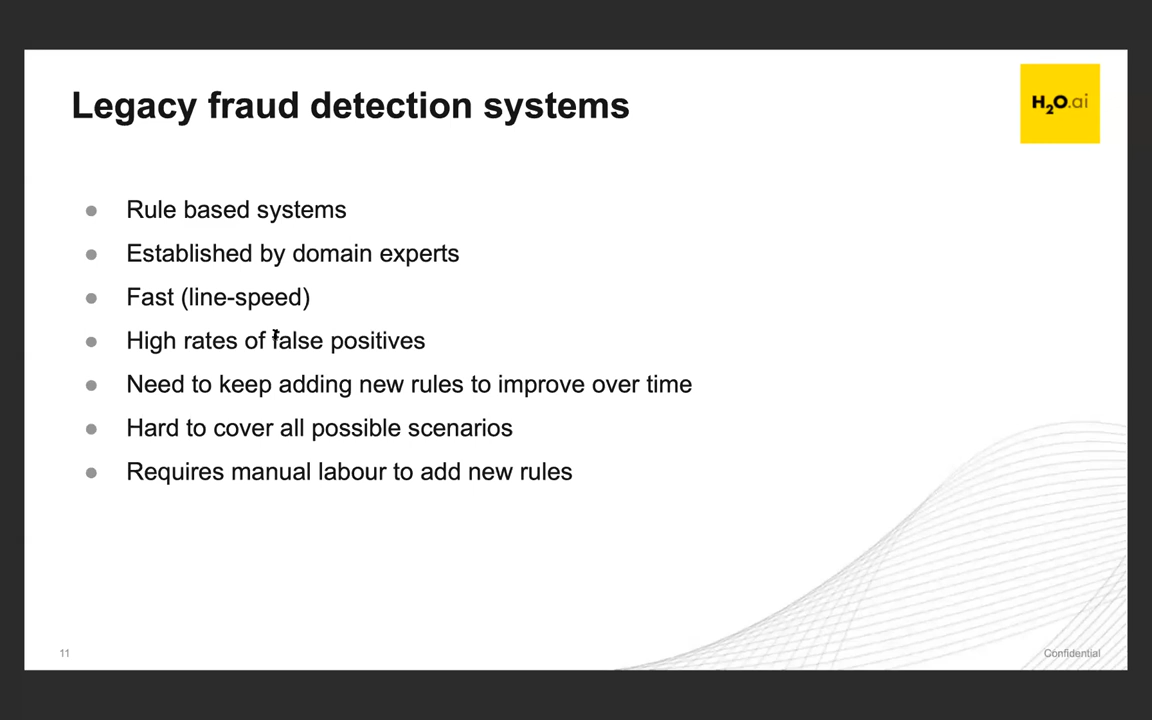 Legacy fraud detection systems
H2O.ai
● Rule based systems
● Established by domain experts
● Fast (line-speed)
● High rates of false positives
● Need to keep adding new rules to improve over time
● Hard to cover all possible scenarios
● Requires manual labour to add new rules
11
Confidential